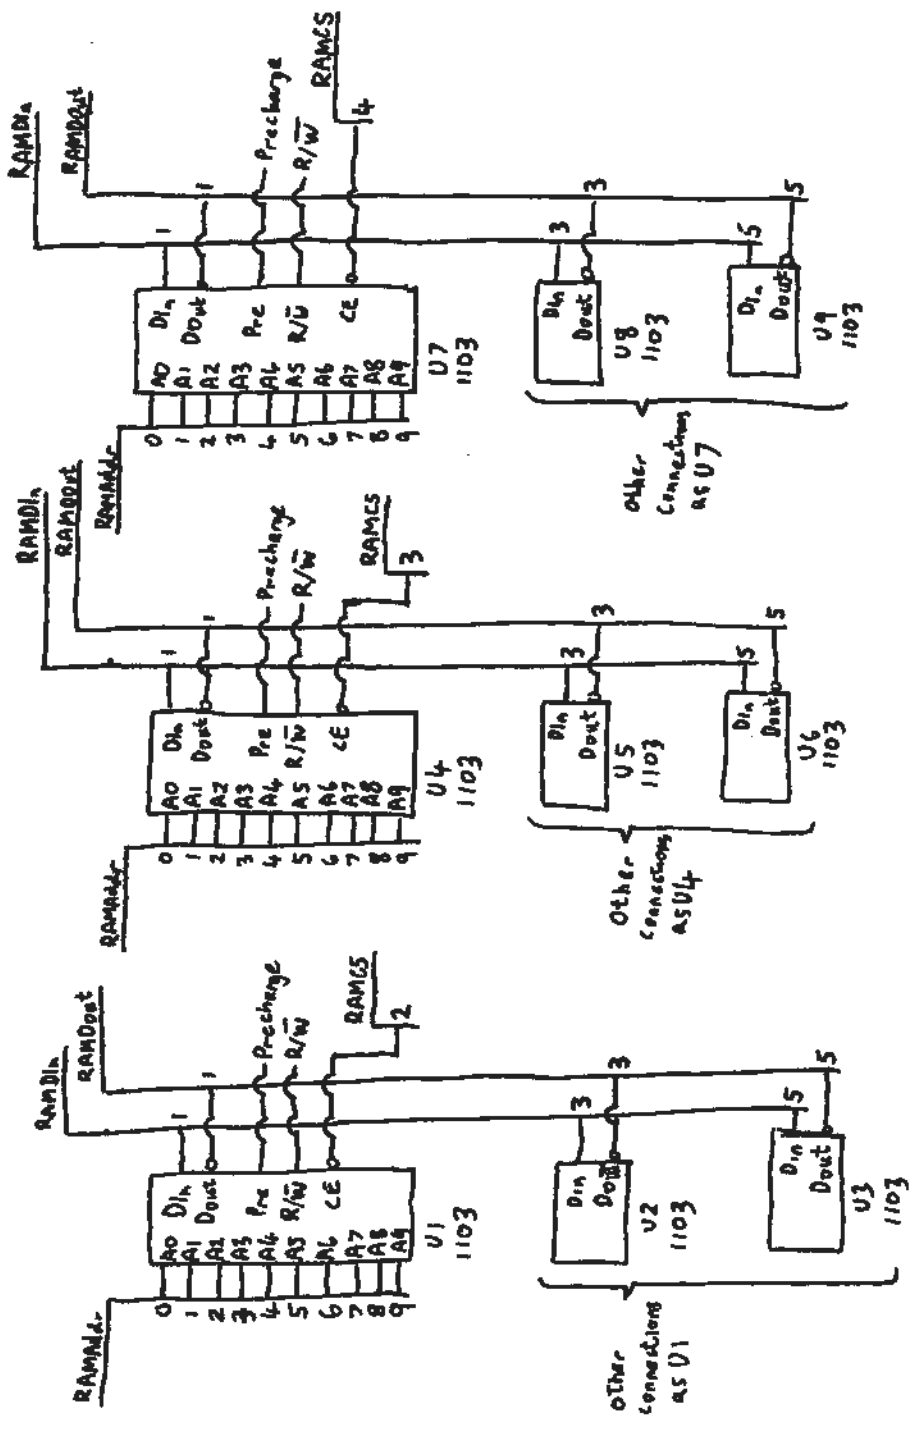 RAMDIn
RAMDout
RAMAddr
0 A0 DIn 1
1 A1 Dout 1
2 A2
3 A3
4 A4 Pre Precharge
5 A5 R/W̅ R/W̅
6 A6 CE
7 A7
8 A8 RAMCS
9 A9 2
U1
1103
DIn 3
Dout 3
U2
1103
DIn 5
Dout 5
U3
1103
Other
connections
as U1
RAMDIn
RAMDout
RAMAddr
0 A0 DIn 1
1 A1 Dout 1
2 A2
3 A3
4 A4 Pre Precharge
5 A5 R/W̅ R/W̅
6 A6 CE
7 A7
8 A8 RAMCS
9 A9 3
U4
1103
DIn 3
Dout 3
U5
1103
DIn 5
Dout 5
U6
1103
Other
connections
as U4
RAMDIn
RAMDout
RAMAddr
0 A0 DIn 1
1 A1 Dout 1
2 A2
3 A3
4 A4 Pre Precharge
5 A5 R/W̅ R/W̅
6 A6
7 A7 CE RAMCS
8 A8 4
9 A9
U7
1103
DIn 3
Dout 3
U8
1103
DIn 5
Dout 5
U9
1103
Other
connections
as U7